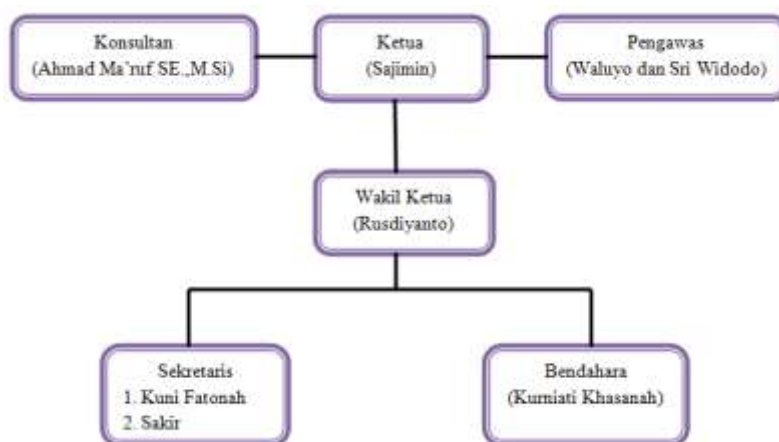 Konsultan
(Ahmad Ma'ruf SE.,M.Si)
Ketua
(Sajimin)
Pengawas
(Waluyo dan Sri Widodo)
Wakil Ketua
(Rusdiyanto)
Sekretaris
1. Kuni Fatonah
2. Sakir
Bendahara
(Kurniati Khasanah)